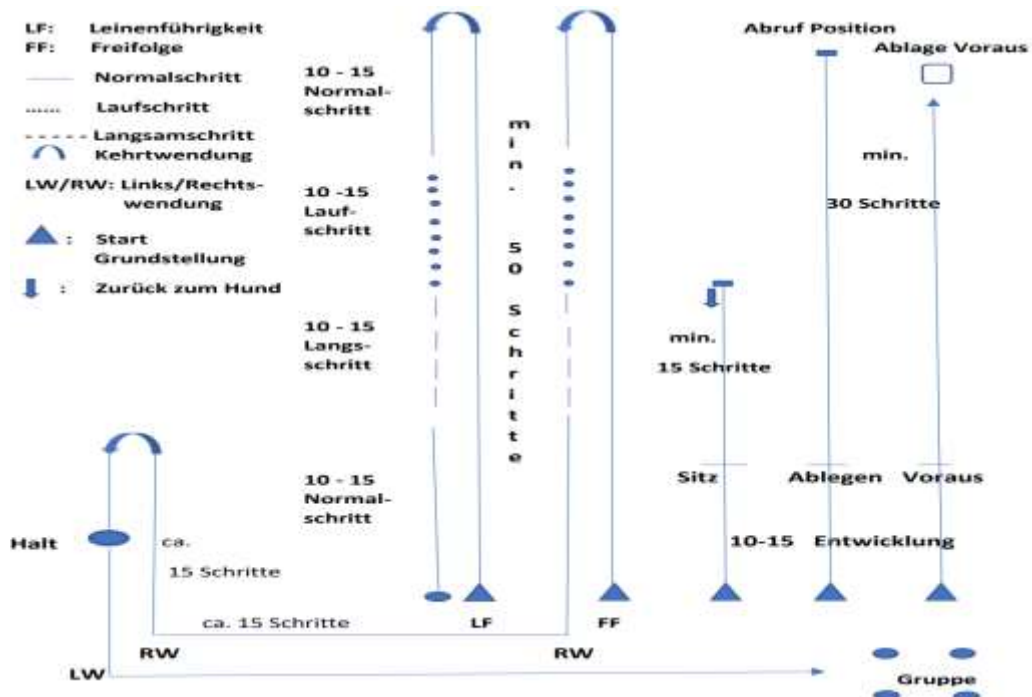 LF: Leinenführigkeit
FF: Freifolge
Normalschritt
Laufschritt
Langsamschritt
Kehrtwendung
LW/RW: Links/Rechts-
wendung
: Start
Grundstellung
: Zurück zum Hund
10 - 15
Normal-
schritt
10 -15
Lauf-
schritt
10 - 15
Langs-
schritt
10 - 15
Normal-
schritt
min. 50 Schritte
Abruf Position
Ablage Voraus
min.
30 Schritte
min.
15 Schritte
Sitz
Ablegen
Voraus
10-15 Entwicklung
Halt
ca.
15 Schritte
ca. 15 Schritte
LF
FF
RW
RW
LW
Gruppe